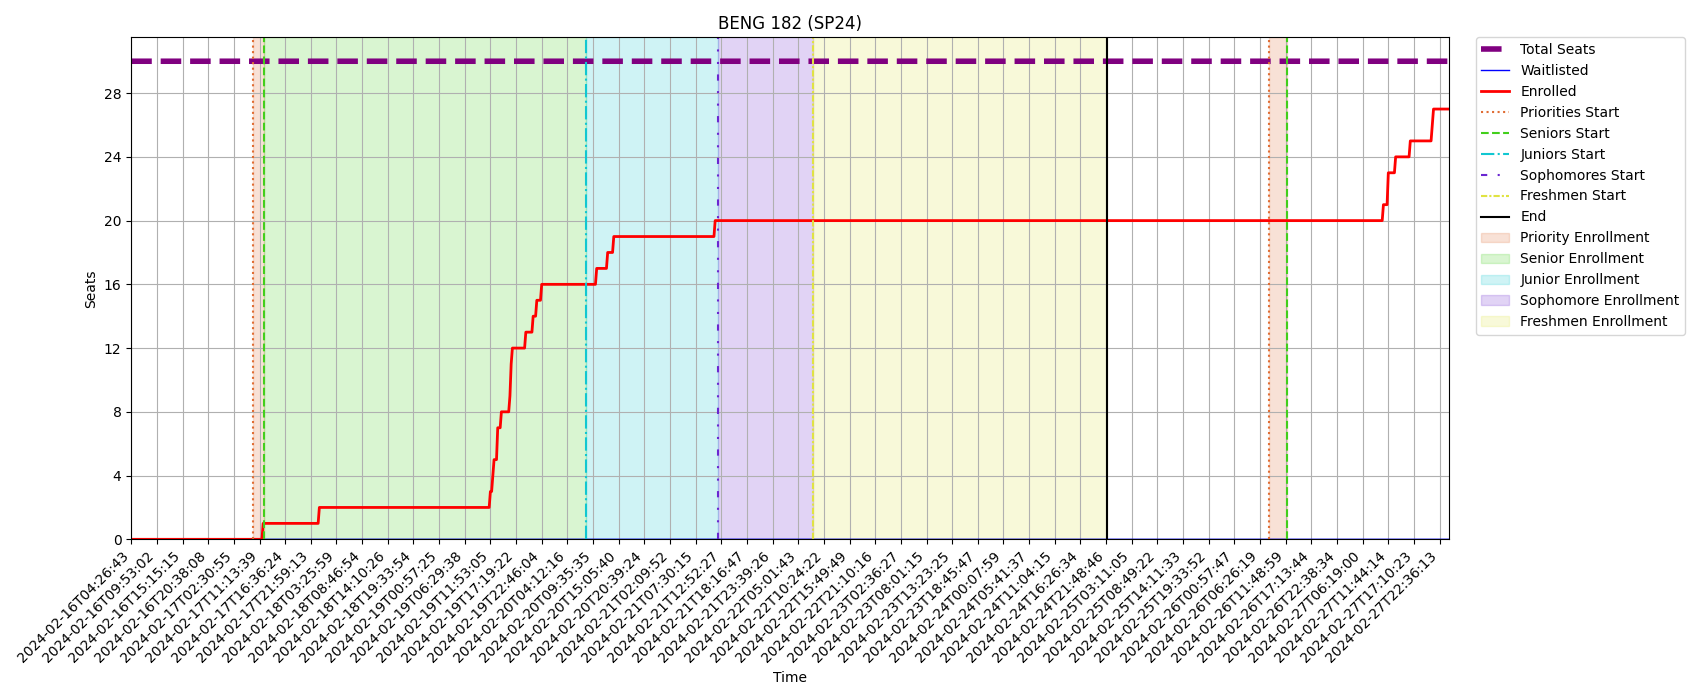 BENG 182 (SP24)
Total Seats
Waitlisted
Enrolled
Priorities Start
Seniors Start
Juniors Start
Sophomores Start
Freshmen Start
End
Priority Enrollment
Senior Enrollment
Junior Enrollment
Sophomore Enrollment
Freshmen Enrollment
Seats
28
24
20
16
12
8
4
0
2024-02-16T04:26:43
2024-02-16T09:53:02
2024-02-16T15:15:15
2024-02-16T20:38:08
2024-02-17T02:30:55
2024-02-17T11:13:39
2024-02-17T16:36:24
2024-02-17T21:59:13
2024-02-18T03:25:59
2024-02-18T08:46:54
2024-02-18T14:10:26
2024-02-18T19:33:54
2024-02-19T00:57:25
2024-02-19T06:29:38
2024-02-19T11:53:05
2024-02-19T17:19:22
2024-02-19T22:46:04
2024-02-20T04:12:16
2024-02-20T09:35:35
2024-02-20T15:05:40
2024-02-20T20:39:24
2024-02-21T02:09:52
2024-02-21T07:30:15
2024-02-21T12:52:27
2024-02-21T18:16:47
2024-02-21T23:39:26
2024-02-22T05:01:43
2024-02-22T10:24:22
2024-02-22T15:49:49
2024-02-22T21:10:16
2024-02-23T02:36:27
2024-02-23T08:01:15
2024-02-23T13:23:25
2024-02-23T18:45:47
2024-02-24T00:07:59
2024-02-24T05:41:37
2024-02-24T11:04:15
2024-02-24T16:26:34
2024-02-24T21:48:46
2024-02-25T03:11:05
2024-02-25T08:49:22
2024-02-25T14:11:33
2024-02-25T19:33:52
2024-02-26T00:57:47
2024-02-26T06:26:19
2024-02-26T11:48:59
2024-02-26T17:13:44
2024-02-26T22:38:34
2024-02-27T06:19:00
2024-02-27T11:44:14
2024-02-27T17:10:23
2024-02-27T22:36:13
Time